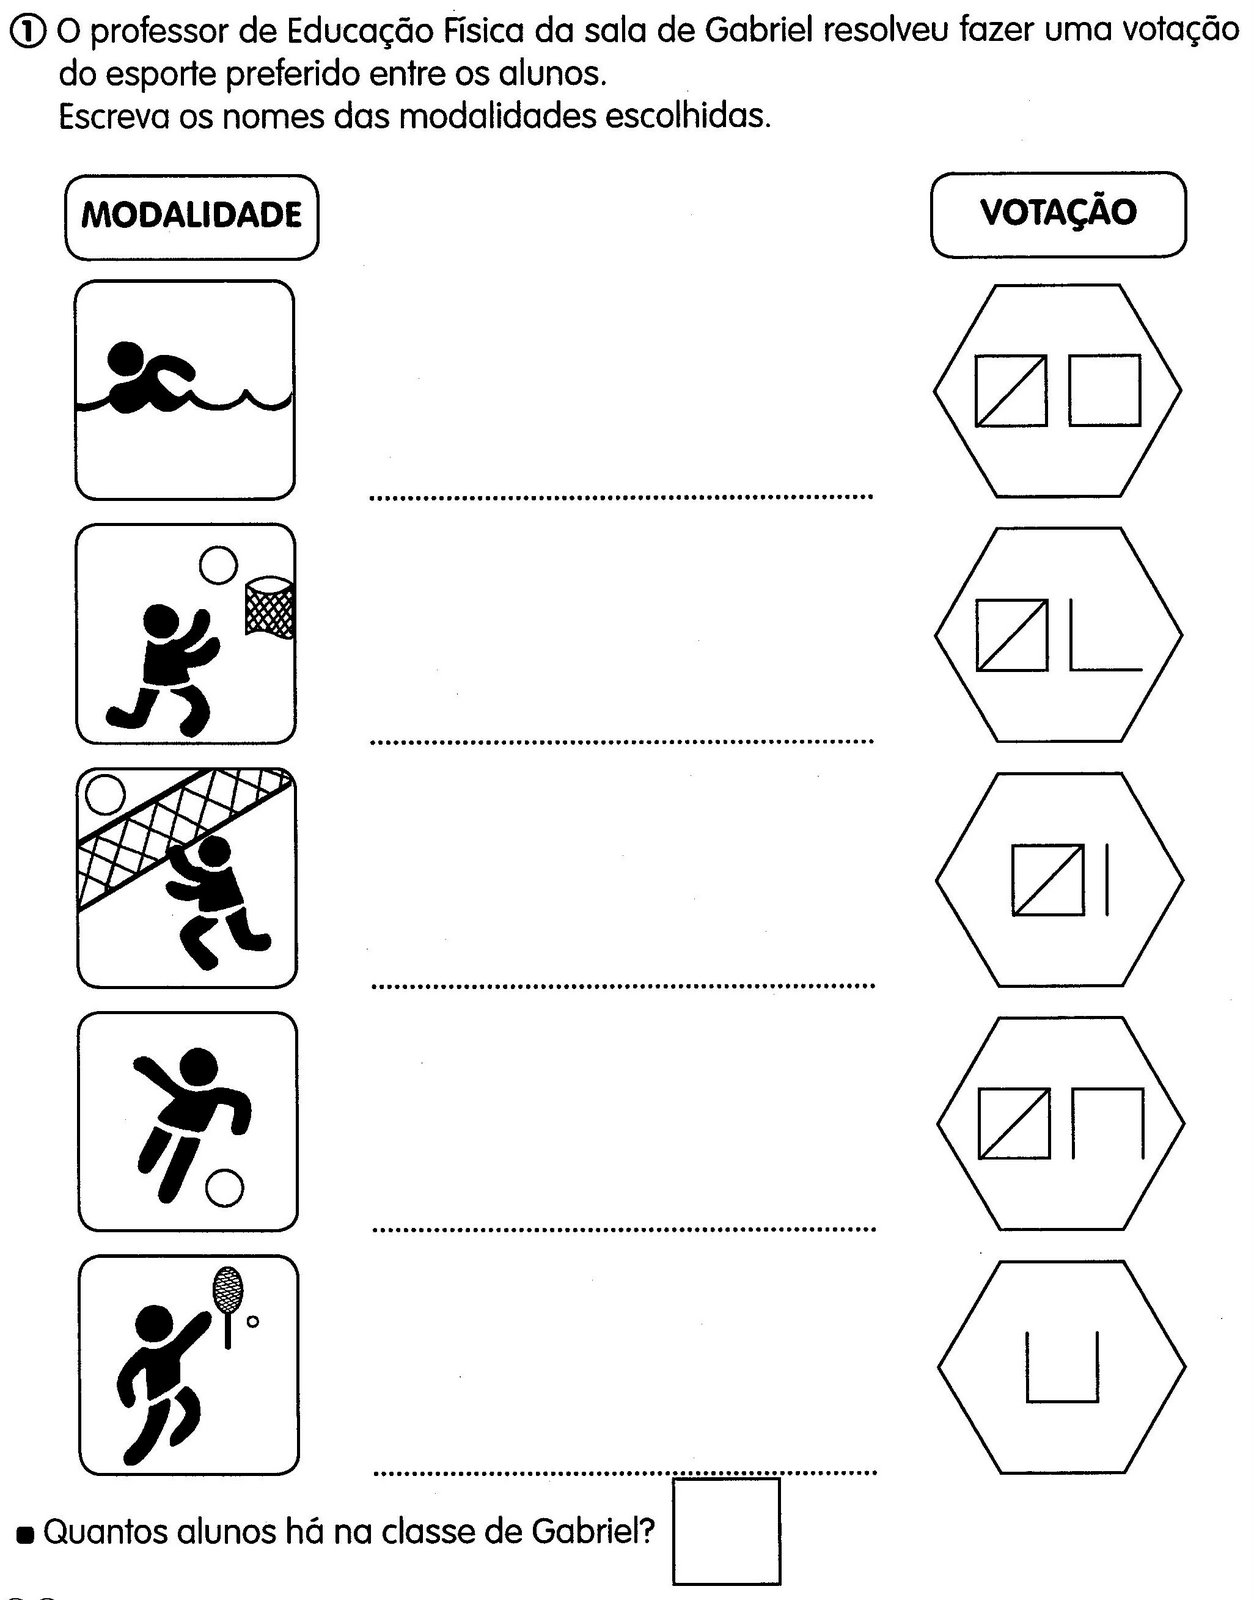 1 O professor de Educação Física da sala de Gabriel resolveu fazer uma votação
do esporte preferido entre os alunos.
Escreva os nomes das modalidades escolhidas.
MODALIDADE
VOTAÇÃO
Quantos alunos há na classe de Gabriel?